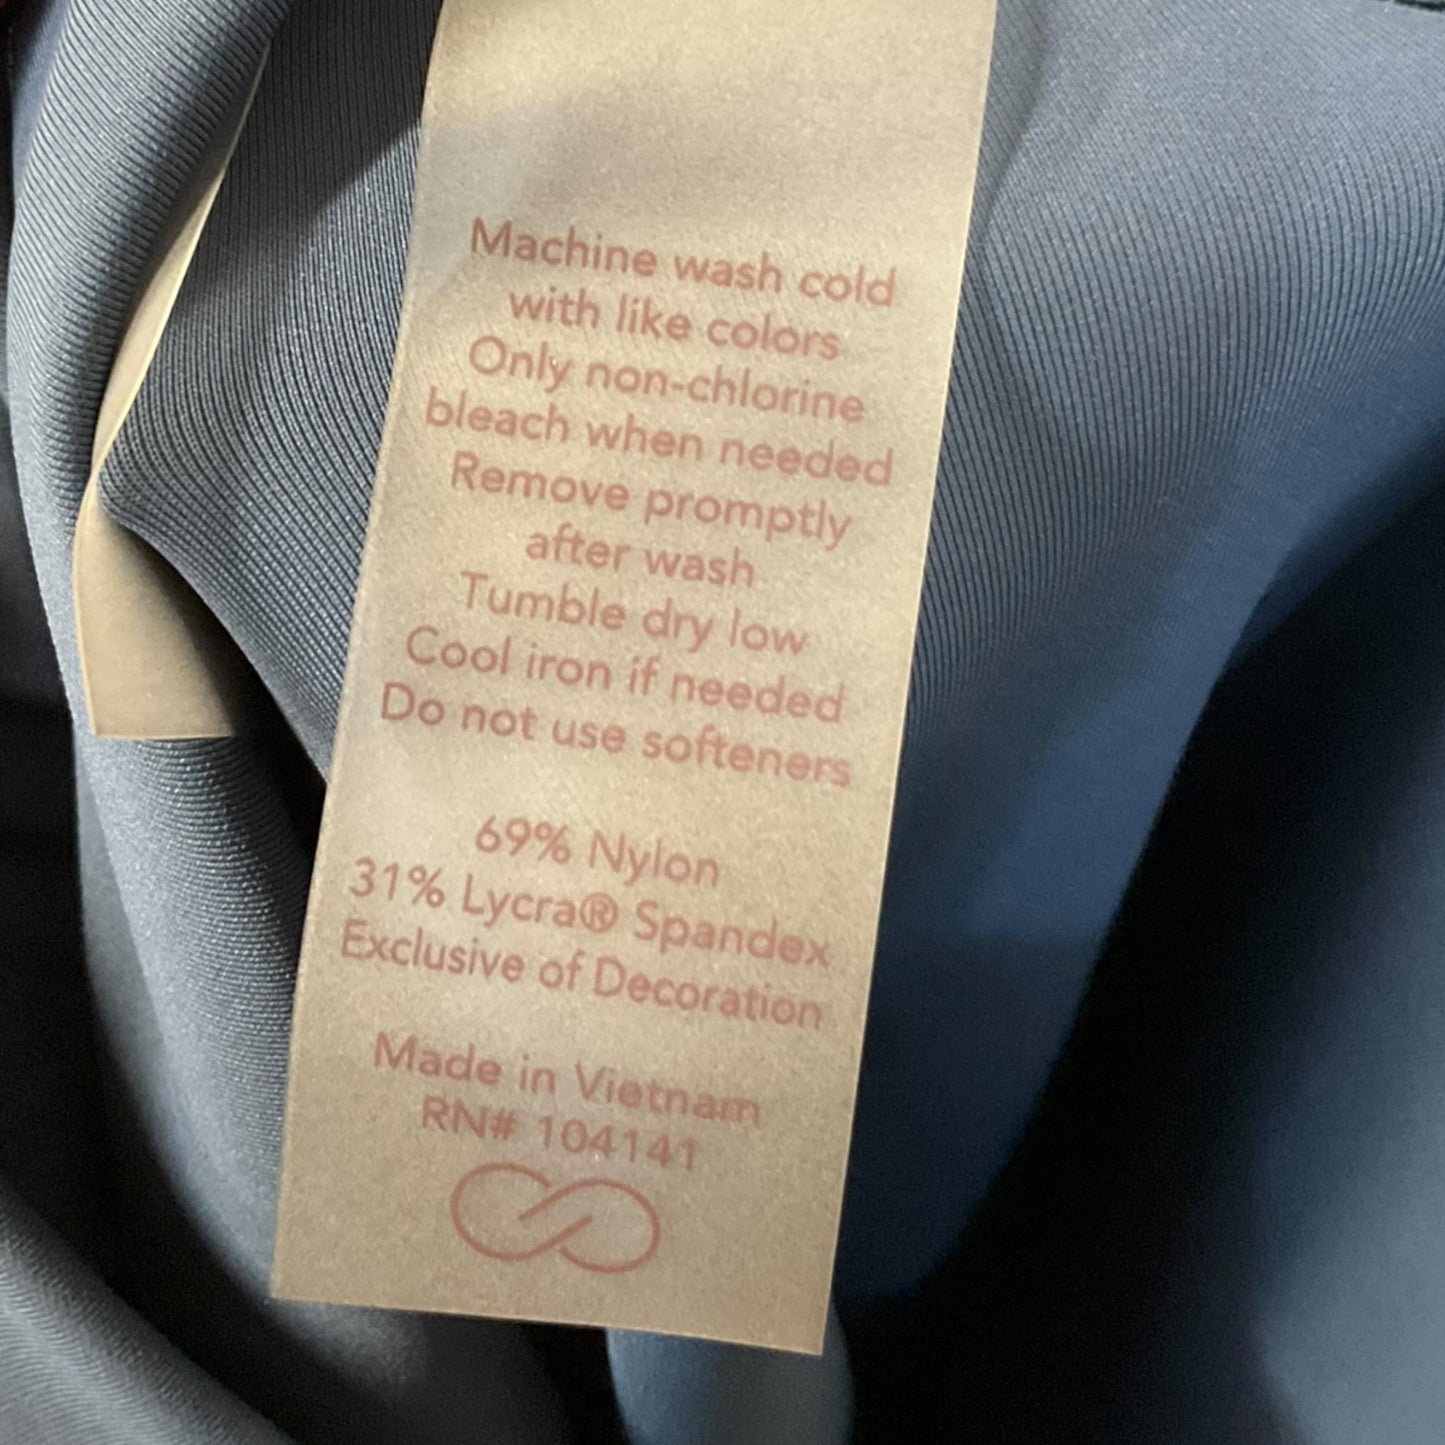 Machine wash cold
with like colors
Only non-chlorine
bleach when needed
Remove promptly
after wash
Tumble dry low
Cool iron if needed
Do not use softeners
69% Nylon
31% Lycra® Spandex
Exclusive of Decoration
Made in Vietnam
RN# 104141